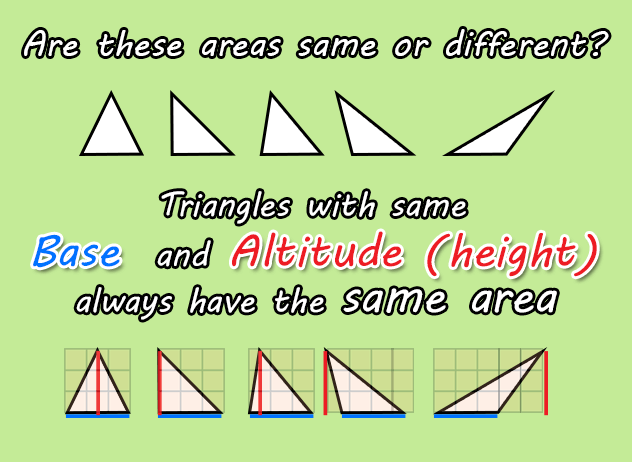 Are these areas same or different?
Triangles with same
Base and Altitude (height)
always have the same area